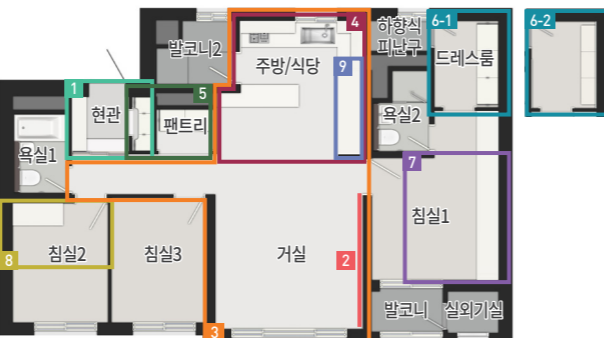 하향식
피난구
4
6-1
6-2
발코니2
주방/식당
드레스룸
9
1
현관
5
팬트리
욕실2
욕실1
7
침실1
8
침실2
침실3
거실
2
발코니
실외기실
3